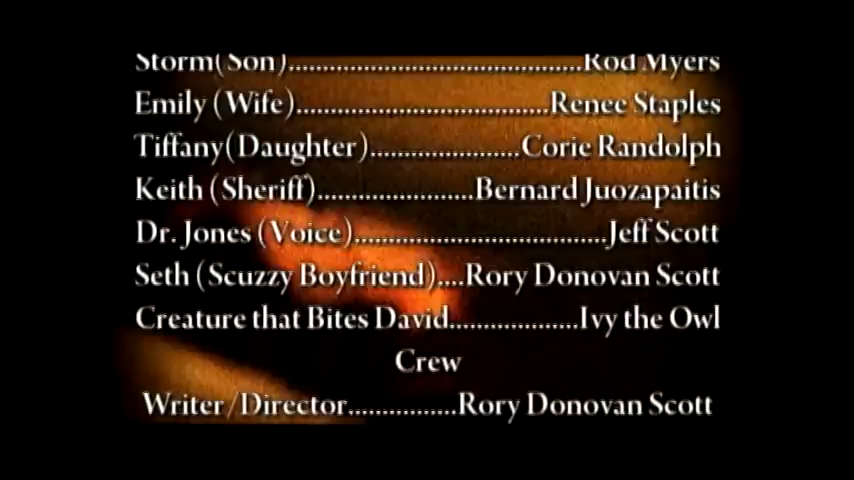 Storm(Son)...........................................Rod Myers
Emily (Wife).....................................Renee Staples
Tiffany(Daughter)......................Corie Randolph
Keith (Sheriff).......................Bernard Juozapaitis
Dr. Jones (Voice).....................................Jeff Scott
Seth (Scuzzy Boyfriend)....Rory Donovan Scott
Creature that Bites David...................Ivy the Owl
Crew
Writer/Director................Rory Donovan Scott